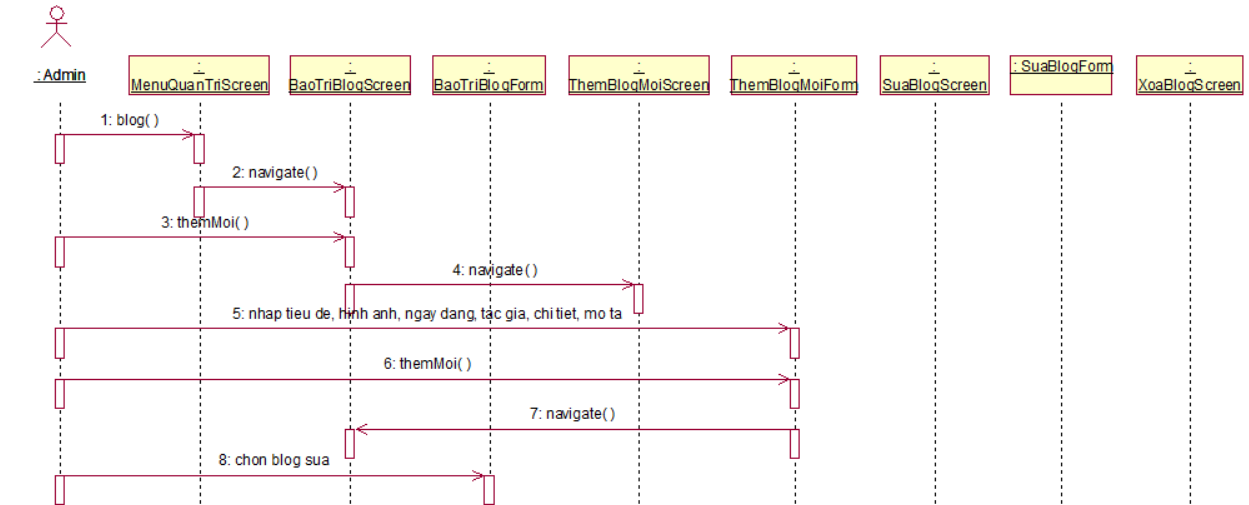 : Admin
:
MenuQuanTriScreen
:
BaoTriBlogScreen
:
BaoTriBlogForm
:
ThemBlogMoiScreen
:
ThemBlogMoiForm
:
SuaBlogScreen
: SuaBlogForm
:
XoaBlogScreen
1: blog( )
2: navigate( )
3: themMoi( )
4: navigate( )
5: nhap tieu de, hinh anh, ngay dang, tac gia, chi tiet, mo ta
6: themMoi( )
7: navigate( )
8: chon blog sua